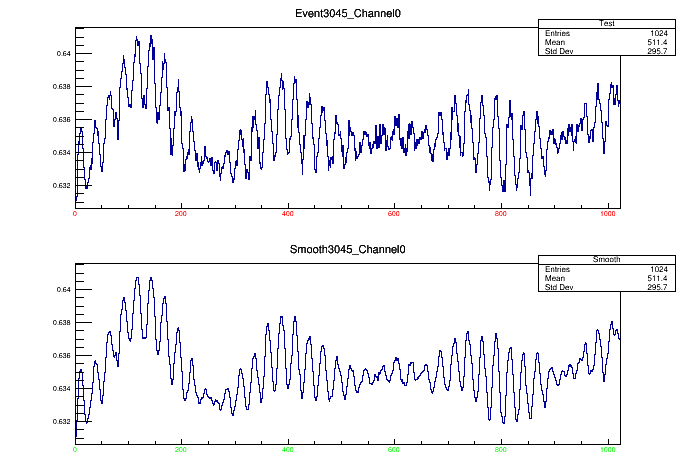 Event3045_Channel0
Test
Entries 1024
Mean 511.4
Std Dev 295.7
0.64
0.638
0.636
0.634
0.632
0 200 400 600 800 1000
Smooth3045_Channel0
Smooth
Entries 1024
Mean 511.4
Std Dev 295.7
0.64
0.638
0.636
0.634
0.632
0 200 400 600 800 1000